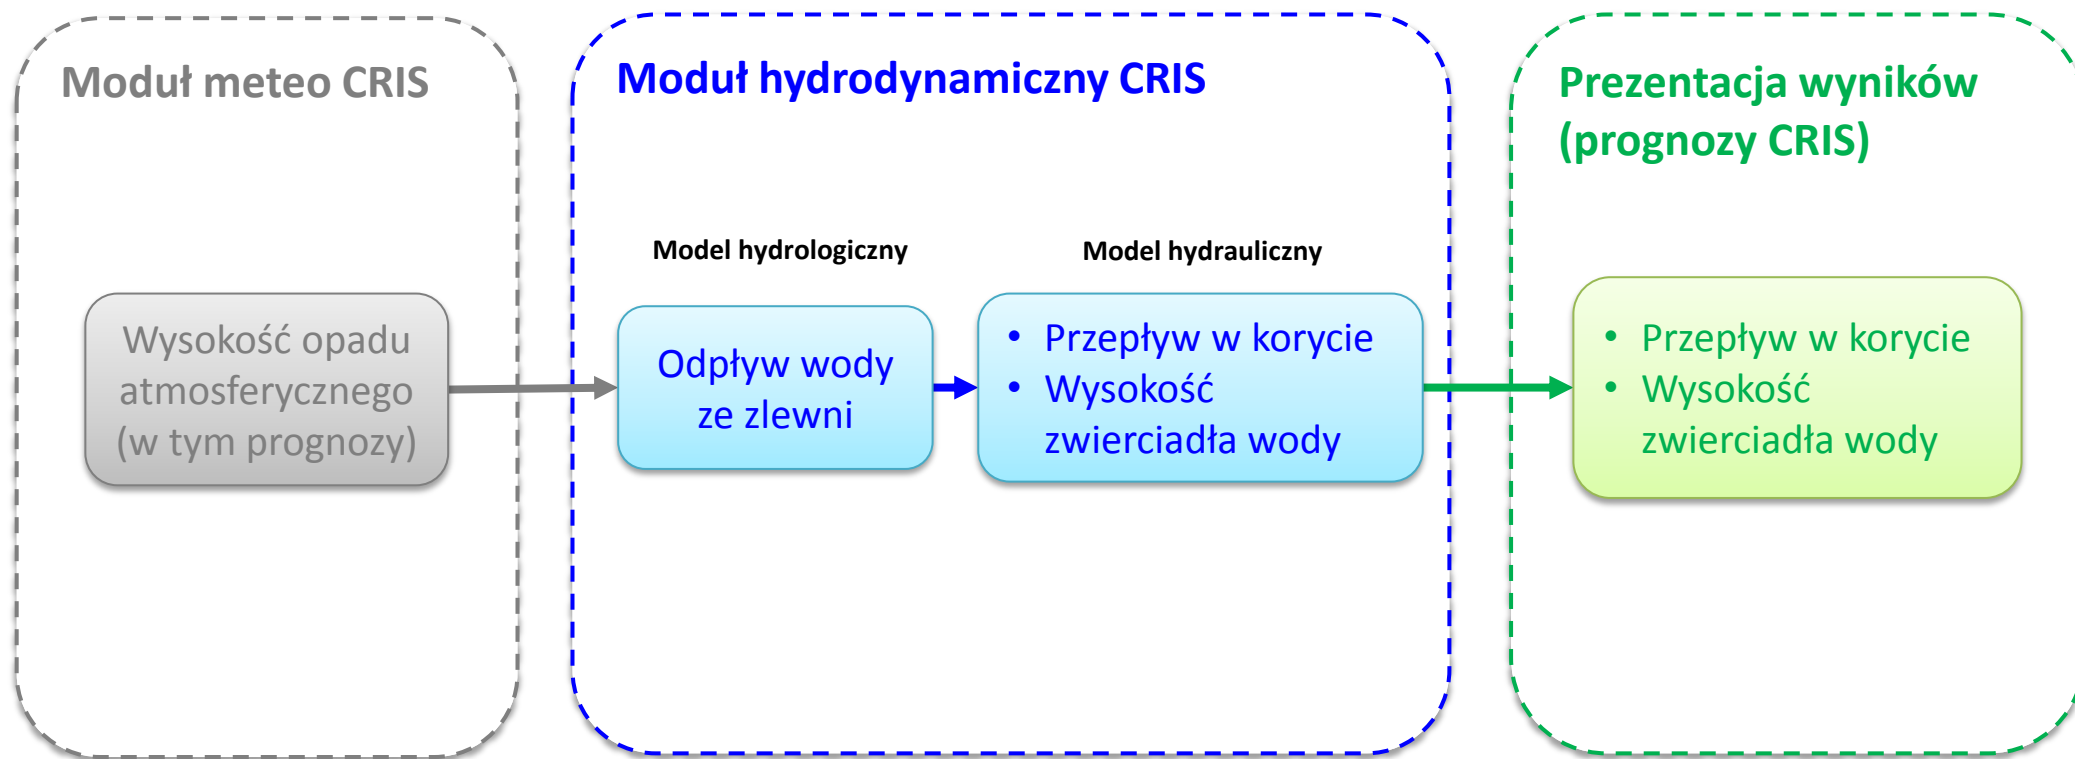 Moduł meteo CRIS
Wysokość opadu
atmosferycznego
(w tym prognozy)
Moduł hydrodynamiczny CRIS
Model hydrologiczny
Odpływ wody
ze zlewni
Model hydrauliczny
• Przepływ w korycie
• Wysokość
zwierciadła wody
Prezentacja wyników
(prognozy CRIS)
• Przepływ w korycie
• Wysokość
zwierciadła wody